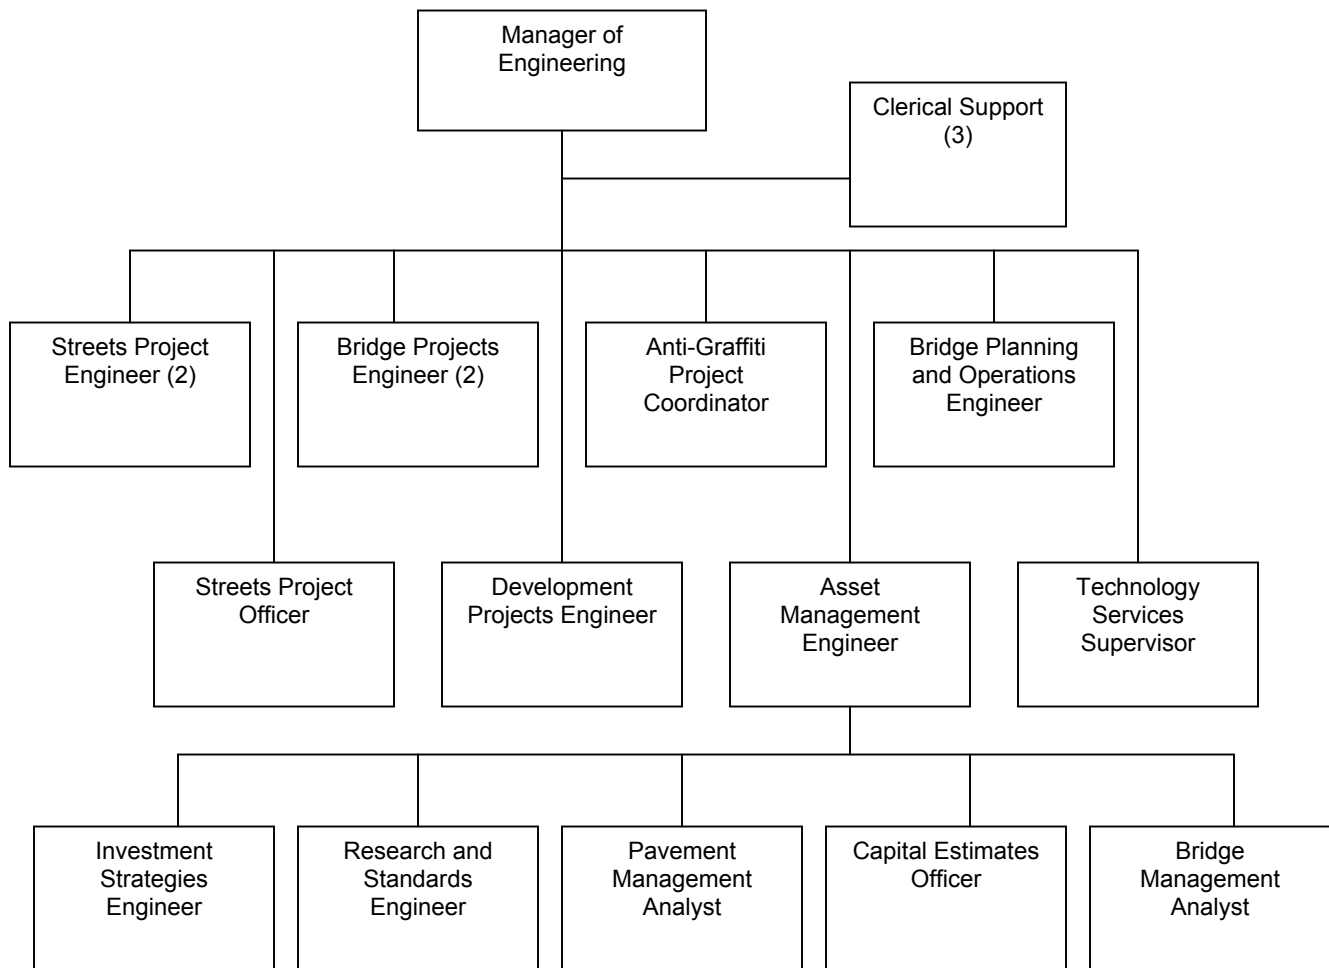 Manager of
Engineering
Clerical Support
(3)
Streets Project
Engineer (2)
Bridge Projects
Engineer (2)
Anti-Graffiti
Project
Coordinator
Bridge Planning
and Operations
Engineer
Streets Project
Officer
Development
Projects Engineer
Asset
Management
Engineer
Technology
Services
Supervisor
Investment
Strategies
Engineer
Research and
Standards
Engineer
Pavement
Management
Analyst
Capital Estimates
Officer
Bridge
Management
Analyst